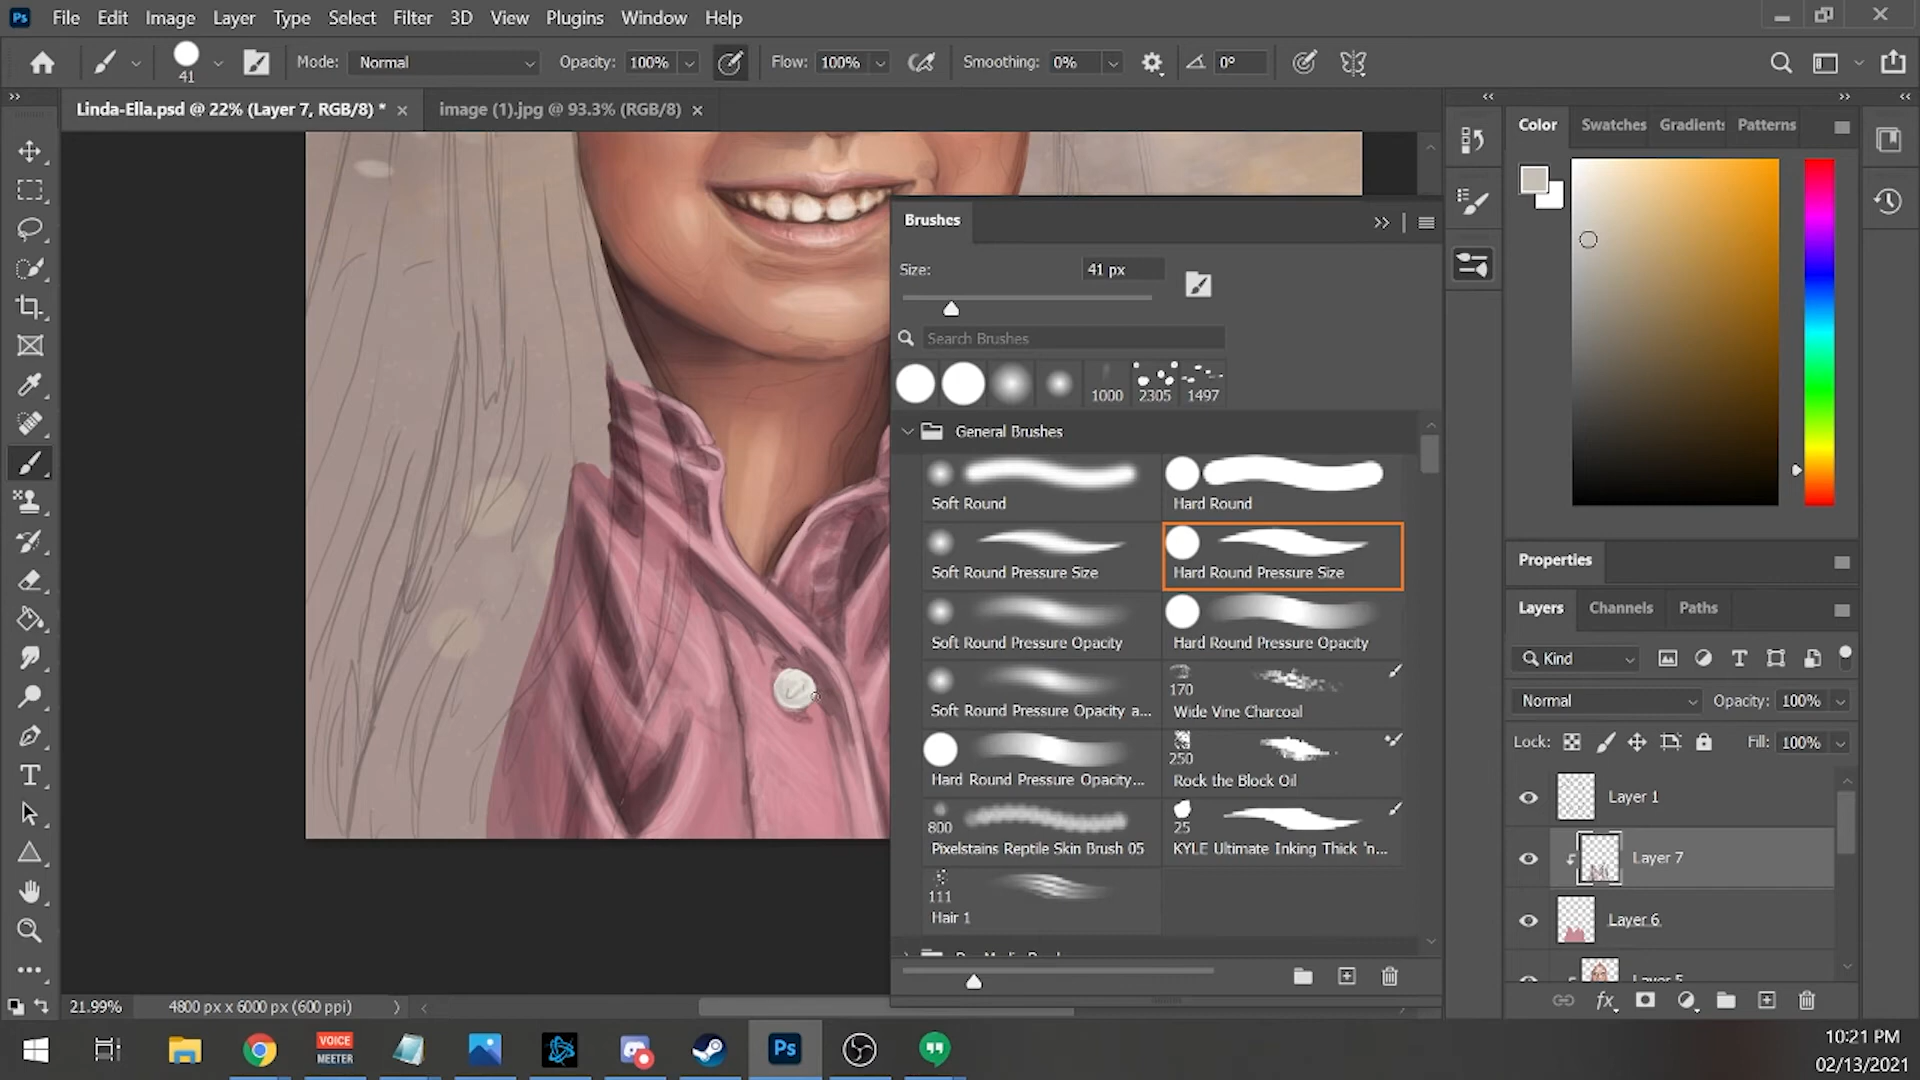 Ps File Edit Image Layer Type Select Filter 3D View Plugins Window Help
41 Mode: Normal Opacity: 100% Flow: 100% Smoothing: 0% 0°
Linda-Ella.psd @ 22% (Layer 7, RGB/8) * × image (1).jpg @ 93.3% (RGB/8) ×
Color Swatches Gradients Patterns
Brushes
Size: 41 px
Search Brushes
1000 2305 1497
General Brushes
Soft Round Hard Round
Soft Round Pressure Size Hard Round Pressure Size
Soft Round Pressure Opacity Hard Round Pressure Opacity
170
Soft Round Pressure Opacity a... Wide Vine Charcoal
250
Hard Round Pressure Opacity... Rock the Block Oil
800 25
Pixelstains Reptile Skin Brush 05 KYLE Ultimate Inking Thick 'n...
111
Hair 1
Properties
Layers Channels Paths
Kind
Normal Opacity: 100%
Lock: Fill: 100%
Layer 1
Layer 7
Layer 6
Layer 5
21.99% 4800 px x 6000 px (600 ppi)
VOICE
MEETER
Ps
10:21 PM
02/13/2021